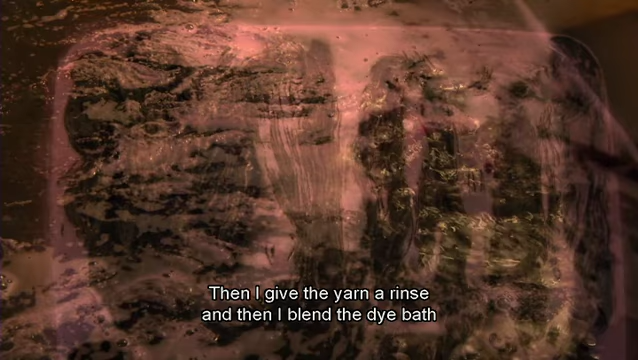 Then I give the yarn a rinse
and then I blend the dye bath